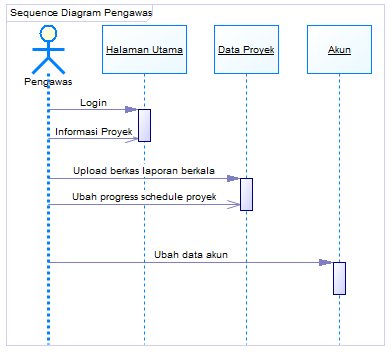 Sequence Diagram Pengawas
Halaman Utama
Data Proyek
Akun
Pengawas
Login
Informasi Proyek
Upload berkas laporan berkala
Ubah progress schedule proyek
Ubah data akun